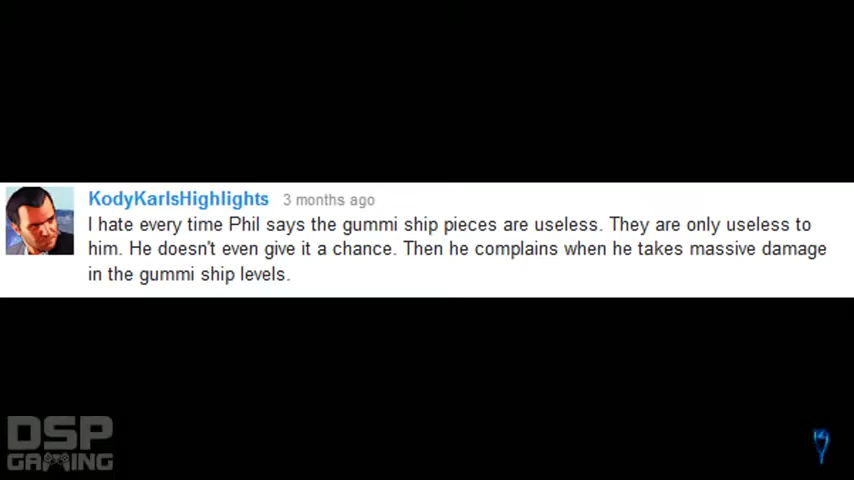 KodyKarlsHighlights 3 months ago
I hate every time Phil says the gummi ship pieces are useless. They are only useless to
him. He doesn't even give it a chance. Then he complains when he takes massive damage
in the gummi ship levels.
DSP
GAMING